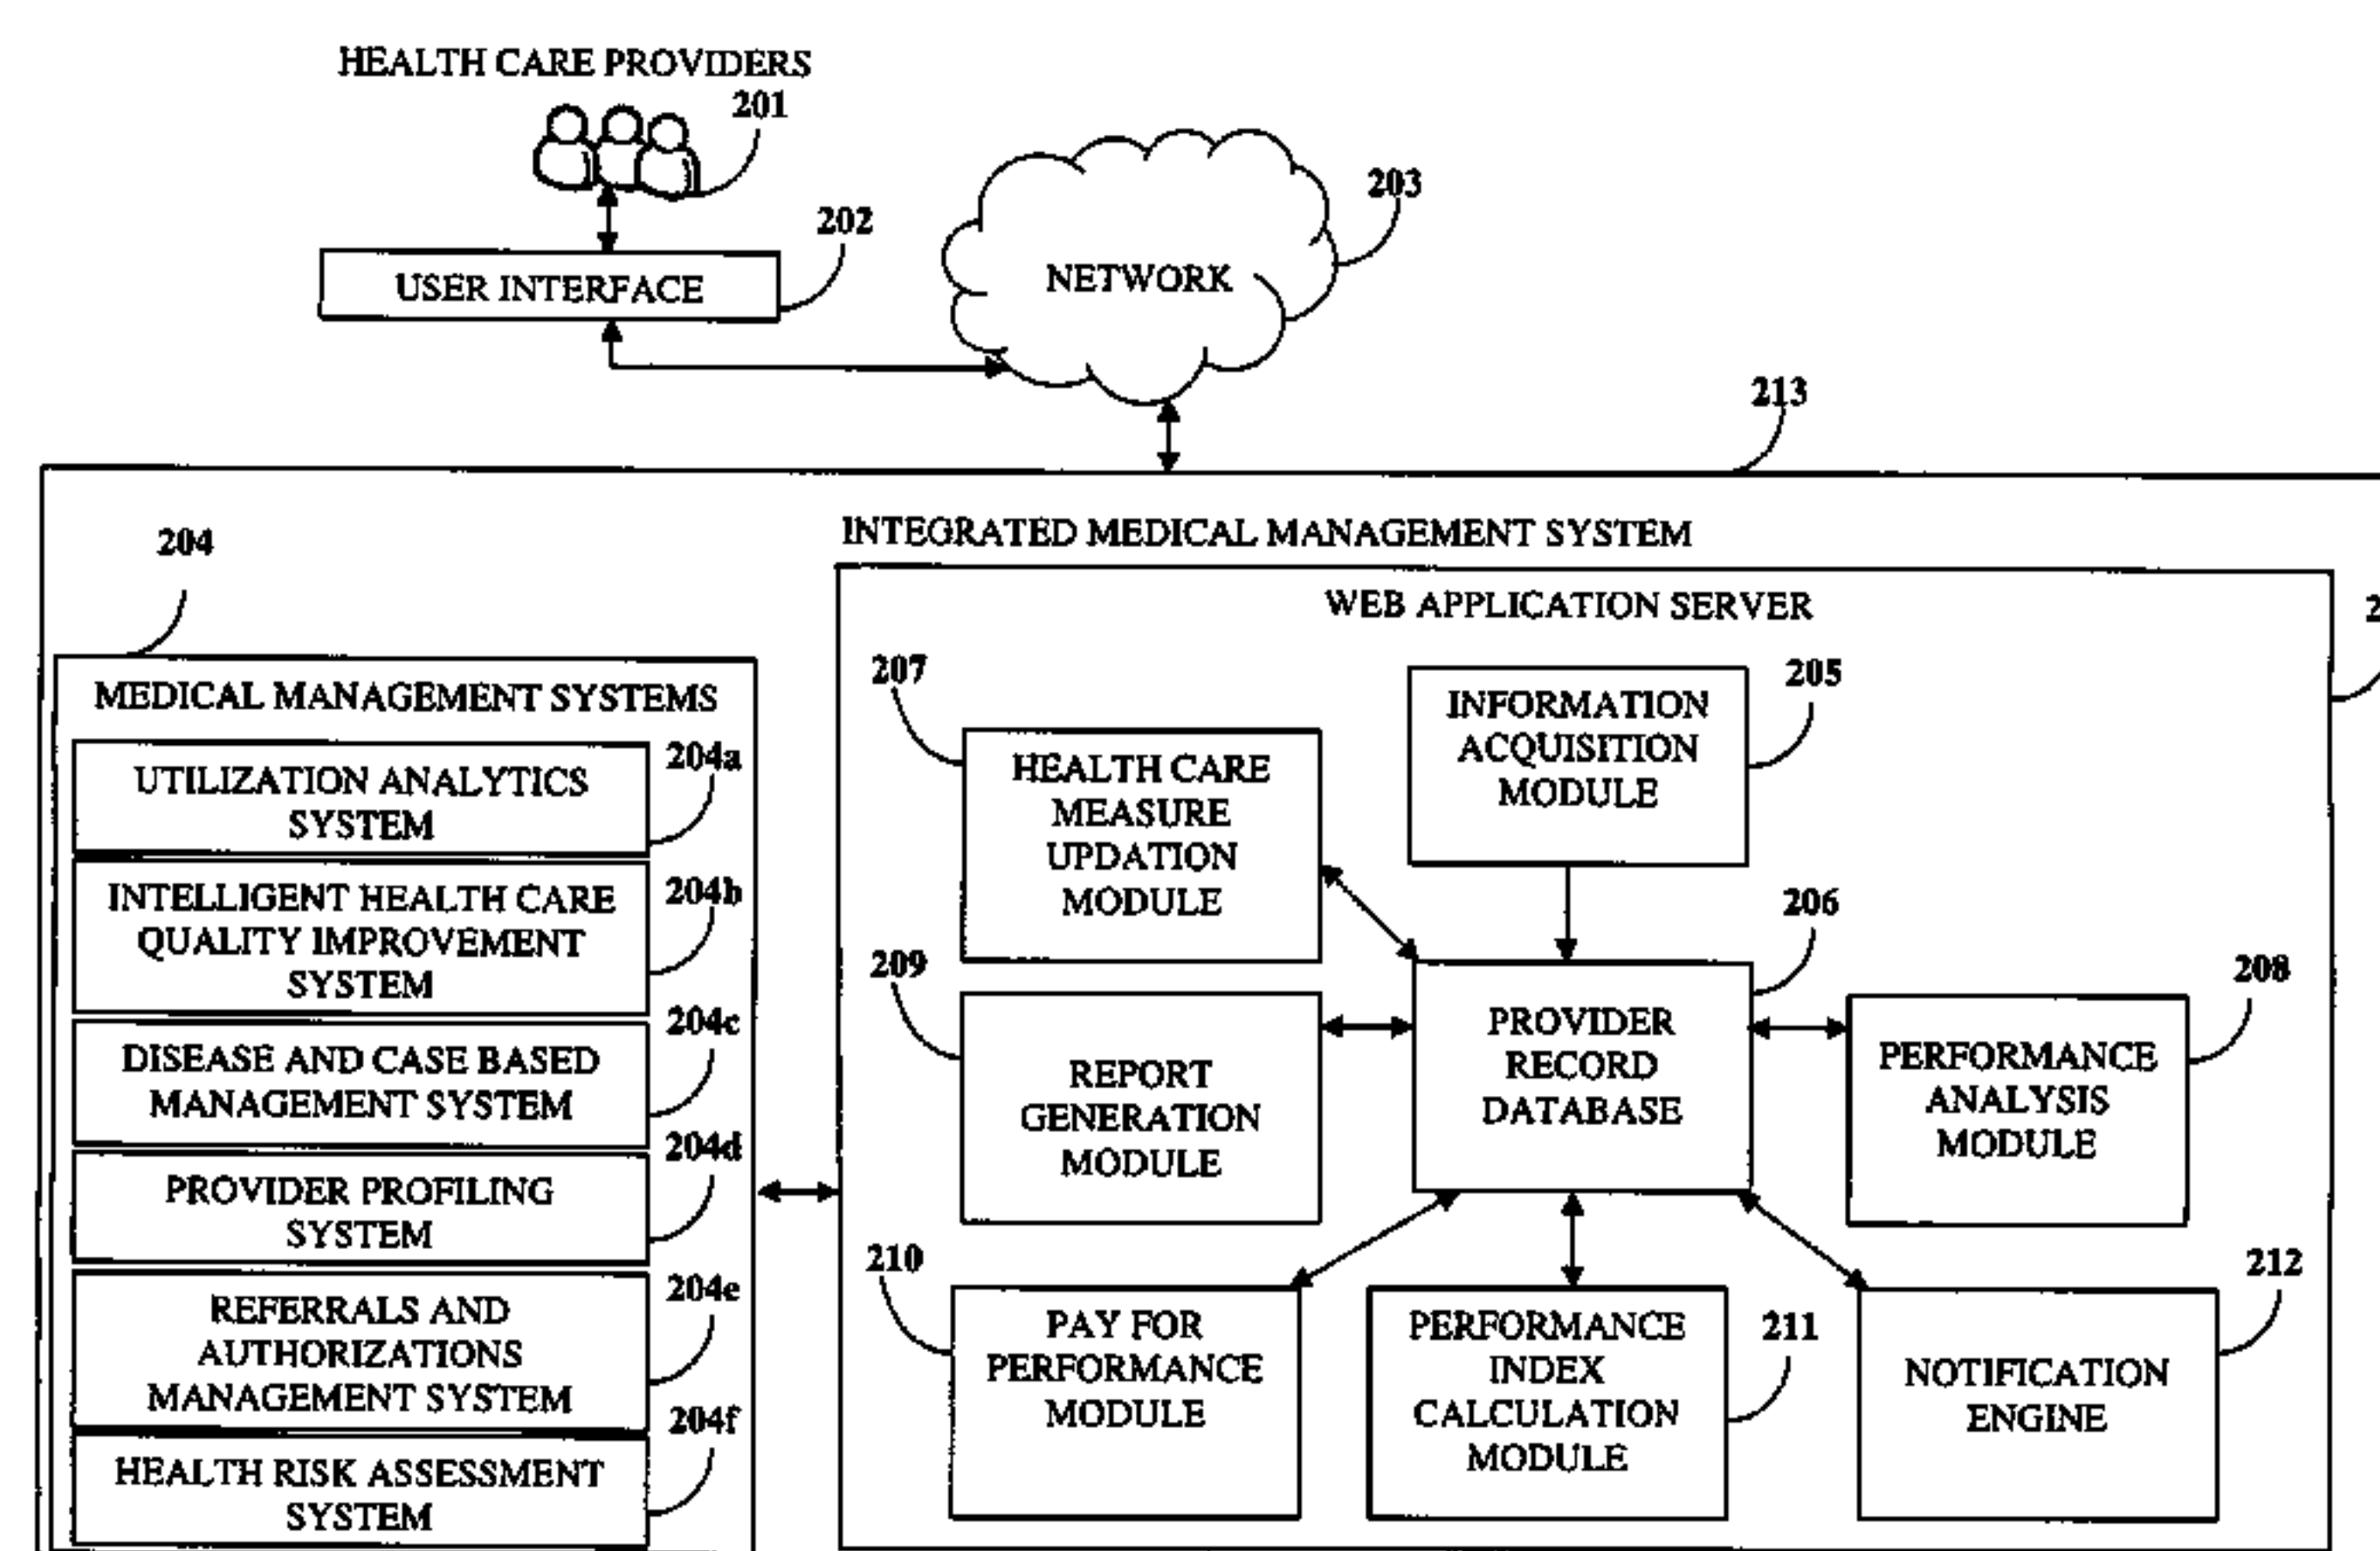 HEALTH CARE PROVIDERS
201
202
USER INTERFACE
203
NETWORK
213
INTEGRATED MEDICAL MANAGEMENT SYSTEM
204
MEDICAL MANAGEMENT SYSTEMS
UTILIZATION ANALYTICS
SYSTEM
204a
INTELLIGENT HEALTH CARE
QUALITY IMPROVEMENT
SYSTEM
204b
DISEASE AND CASE BASED
MANAGEMENT SYSTEM
204c
PROVIDER PROFILING
SYSTEM
204d
REFERRALS AND
AUTHORIZATIONS
MANAGEMENT SYSTEM
204e
HEALTH RISK ASSESSMENT
SYSTEM
204f
WEB APPLICATION SERVER
207
HEALTH CARE
MEASURE
UPDATION
MODULE
205
INFORMATION
ACQUISITION
MODULE
209
REPORT
GENERATION
MODULE
206
PROVIDER
RECORD
DATABASE
208
PERFORMANCE
ANALYSIS
MODULE
210
PAY FOR
PERFORMANCE
MODULE
211
PERFORMANCE
INDEX
CALCULATION
MODULE
212
NOTIFICATION
ENGINE